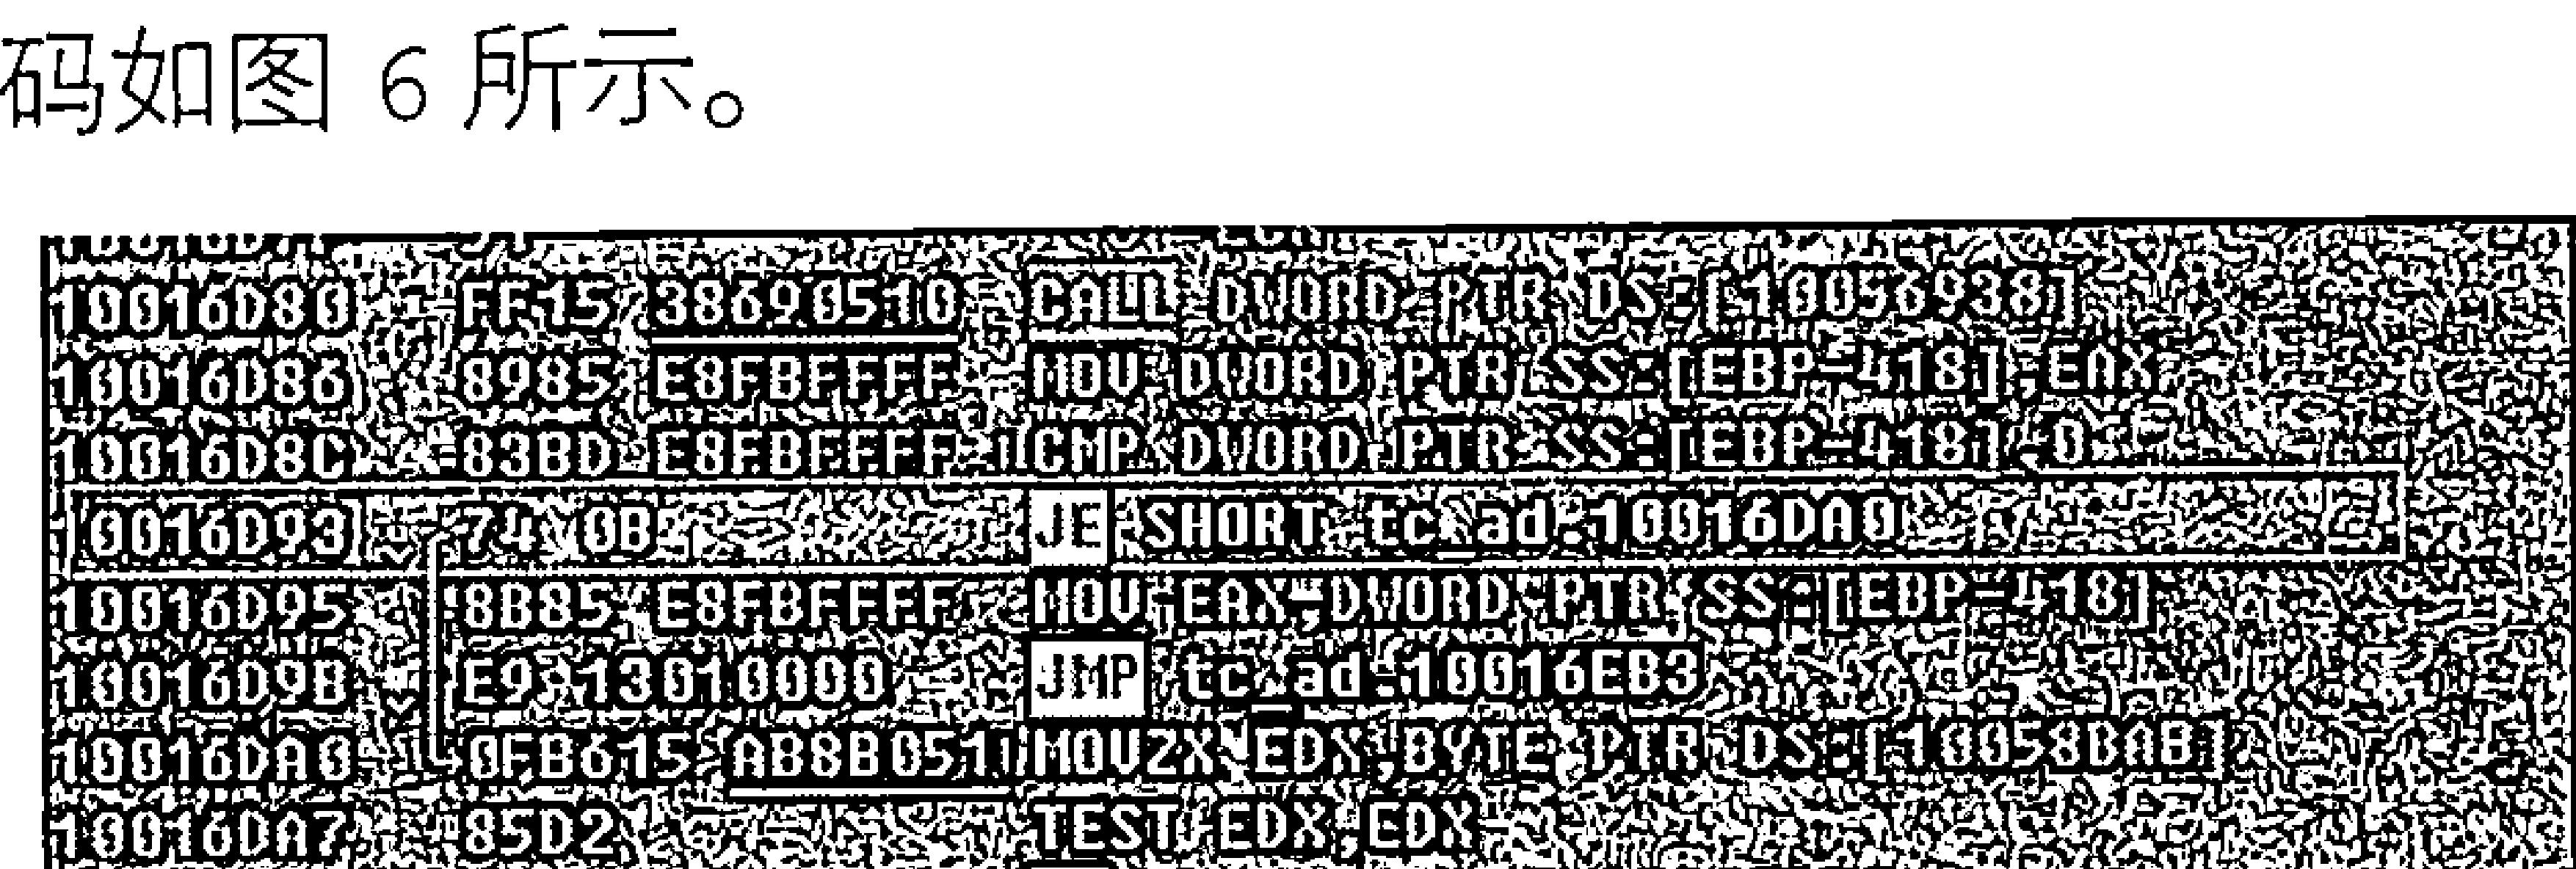 码如图 6 所示。
10016D80 FF15 38690510 CALL DWORD PTR DS:[10056938]
10016D86 8985 E8FBFFFF MOV DWORD PTR SS:[EBP-418],EAX
10016D8C 83BD E8FBFFFF CMP DWORD PTR SS:[EBP-418],0
10016D93 74 0B JE SHORT tc_ad.10016DA0
10016D95 8B85 E8FBFFFF MOV EAX,DWORD PTR SS:[EBP-418]
10016D9B E9 13010000 JMP tc_ad.10016EB3
10016DA0 0FB615 AB8B051 MOVZX EDX,BYTE PTR DS:[10058BAB]
10016DA7 85D2 TEST EDX,EDX